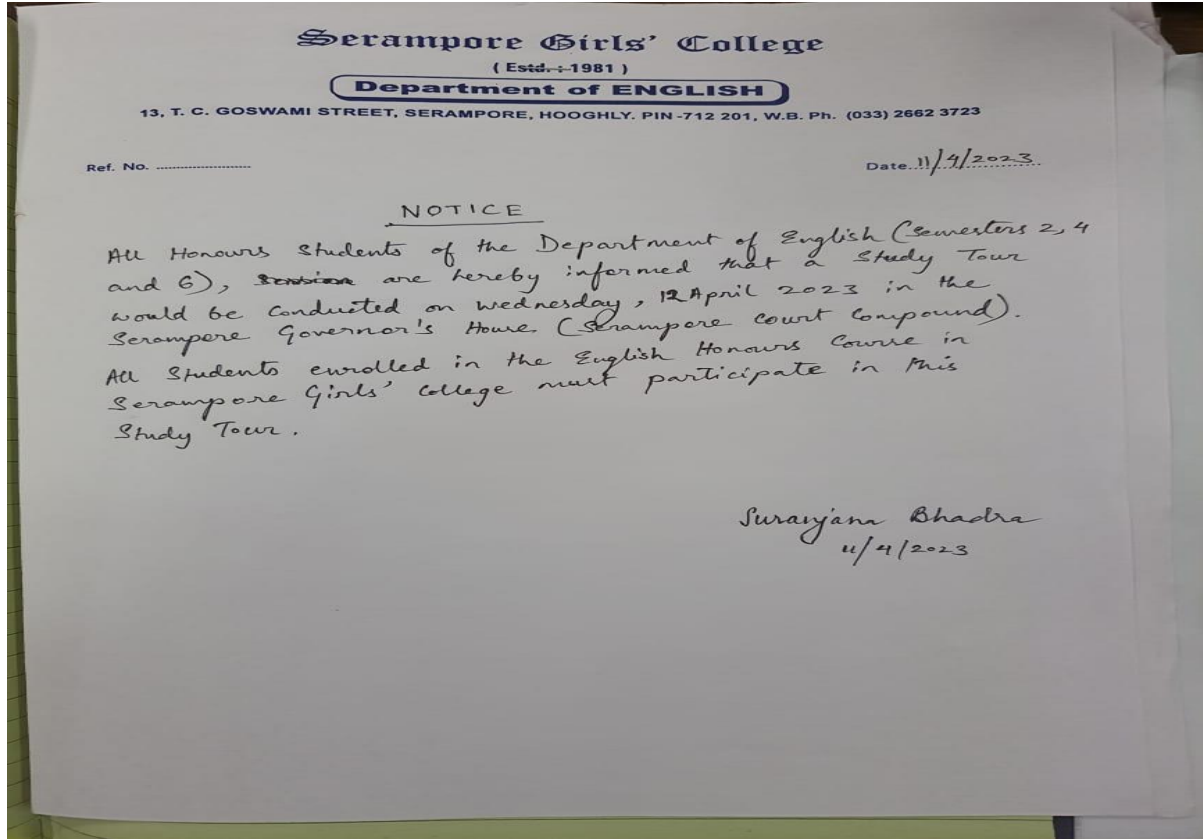 Serampore Girls' College
( Estd. : 1981 )
Department of ENGLISH
13, T. C. GOSWAMI STREET, SERAMPORE, HOOGHLY. PIN -712 201, W.B. Ph. (033) 2662 3723
Ref. No. ........................ Date..11/4/2023..
NOTICE
All Honours Students of the Department of English (Semesters 2, 4
and 6), are hereby informed that a Study Tour
would be conducted on Wednesday, 12 April 2023 in the
Serampore Governor's House (Serampore Court Compound).
All Students enrolled in the English Honours Course in
Serampore Girls' College must participate in this
Study Tour.
Suranjana Bhadra
11/4/2023